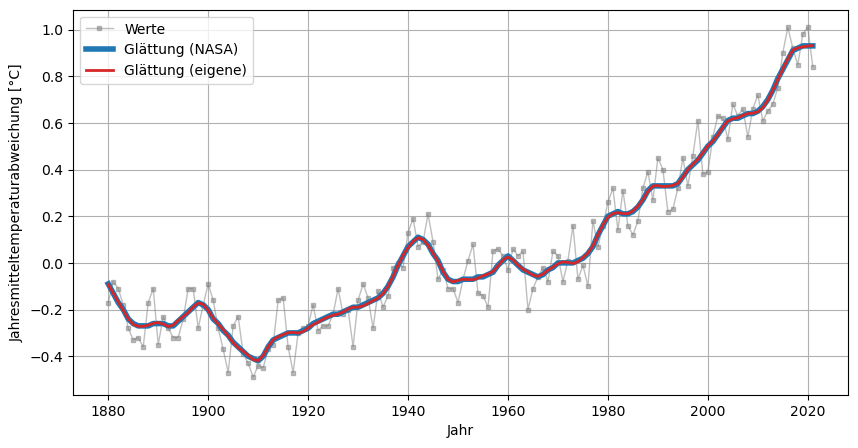 Werte
Glättung (NASA)
Glättung (eigene)
Jahresmitteltemperaturabweichung [°C]
1.0
0.8
0.6
0.4
0.2
0.0
−0.2
−0.4
1880 1900 1920 1940 1960 1980 2000 2020
Jahr